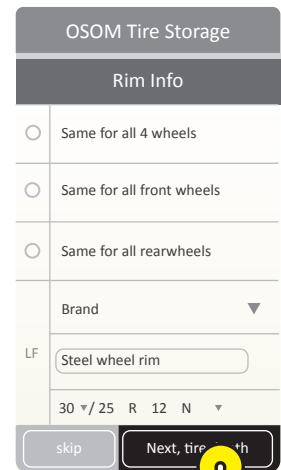 OSOM Tire Storage
Rim Info
Same for all 4 wheels
Same for all front wheels
Same for all rearwheels
Brand
LF
Steel wheel rim
30 / 25 R 12 N
skip
Next,